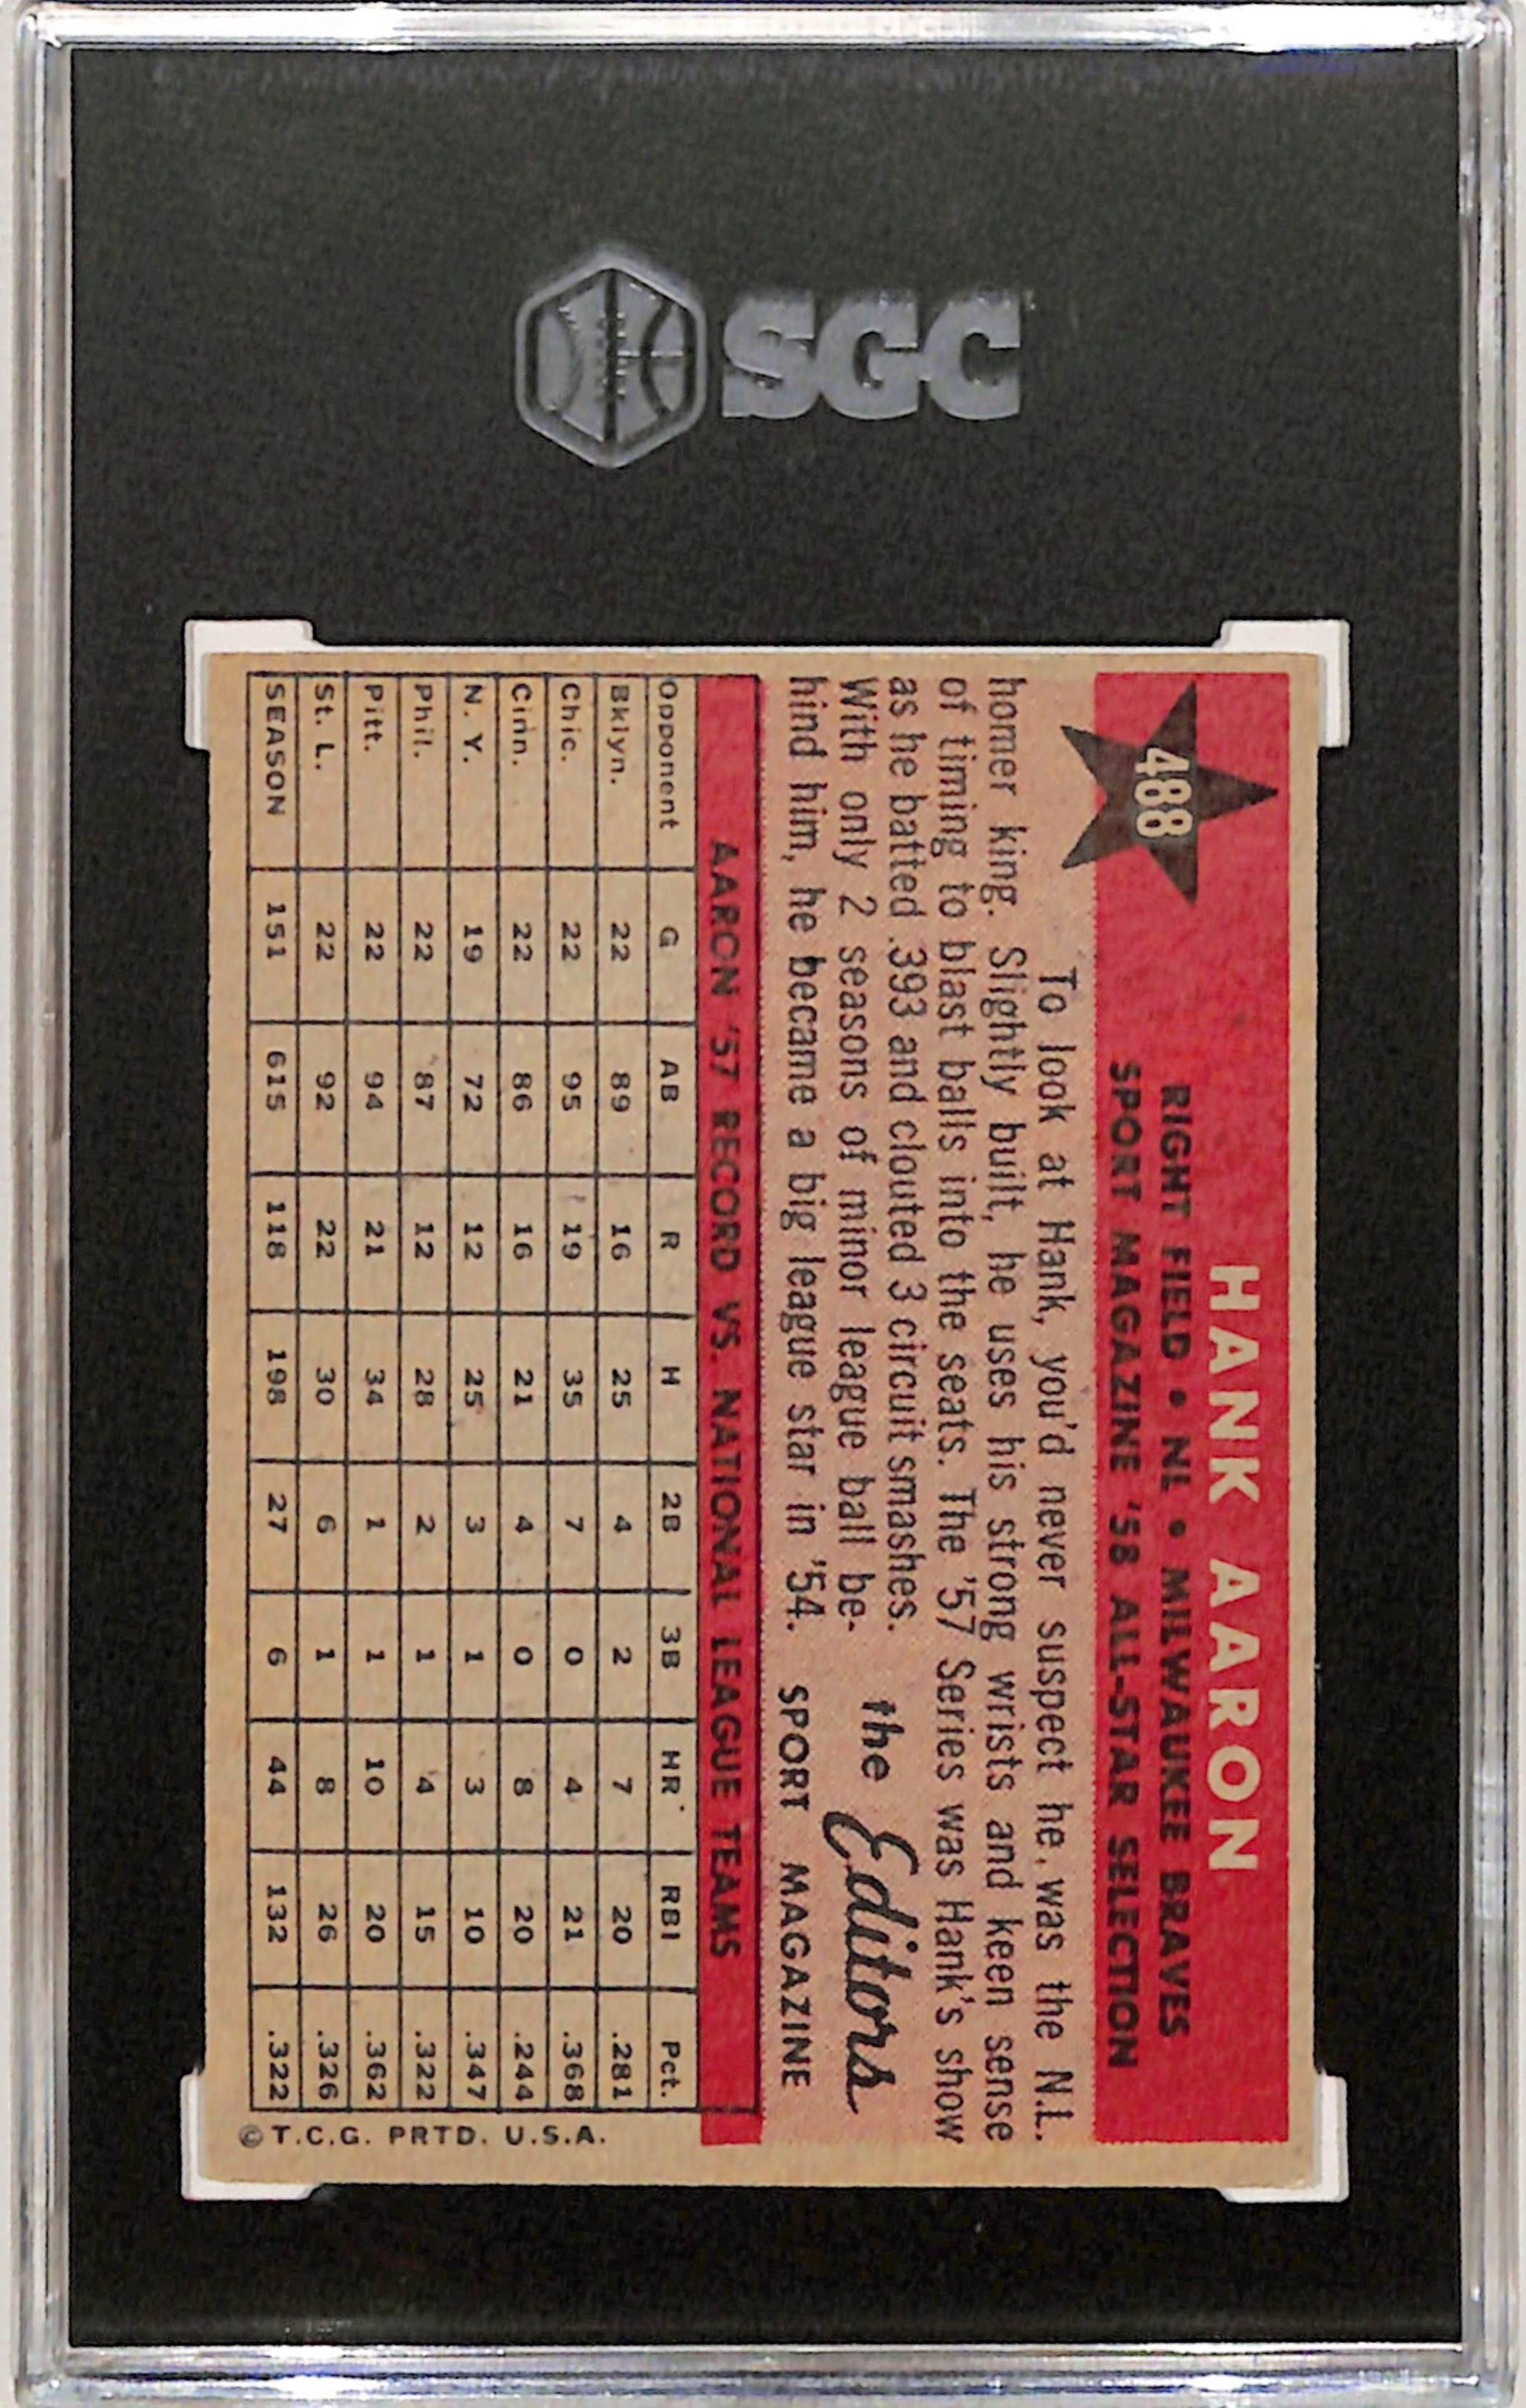 SGC
488
HANK AARON
RIGHT FIELD • NL • MILWAUKEE BRAVES
SPORT MAGAZINE '58 ALL-STAR SELECTION
To look at Hank, you'd never suspect he was the N.L.
homer king. Slightly built, he uses his strong wrists and keen sense
of timing to blast balls into the seats. The '57 Series was Hank's show
as he batted .393 and clouted 3 circuit smashes.
With only 2 seasons of minor league ball be-
hind him, he became a big league star in '54.
the Editors
SPORT MAGAZINE
AARON '57 RECORD VS. NATIONAL LEAGUE TEAMS
Opponent G AB R H 2B 3B HR RBI Pct.
Bklyn. 22 89 16 25 4 2 7 20 .281
Chic. 22 95 19 35 7 0 4 21 .368
Cinn. 22 86 16 21 4 0 8 20 .244
N. Y. 19 72 12 25 3 1 3 10 .347
Phil. 22 87 12 28 2 1 4 15 .322
Pitt. 22 94 21 34 1 1 10 20 .362
St. L. 22 92 22 30 6 1 8 26 .326
SEASON 151 615 118 198 27 6 44 132 .322
© T.C.G. PRTD. U.S.A.